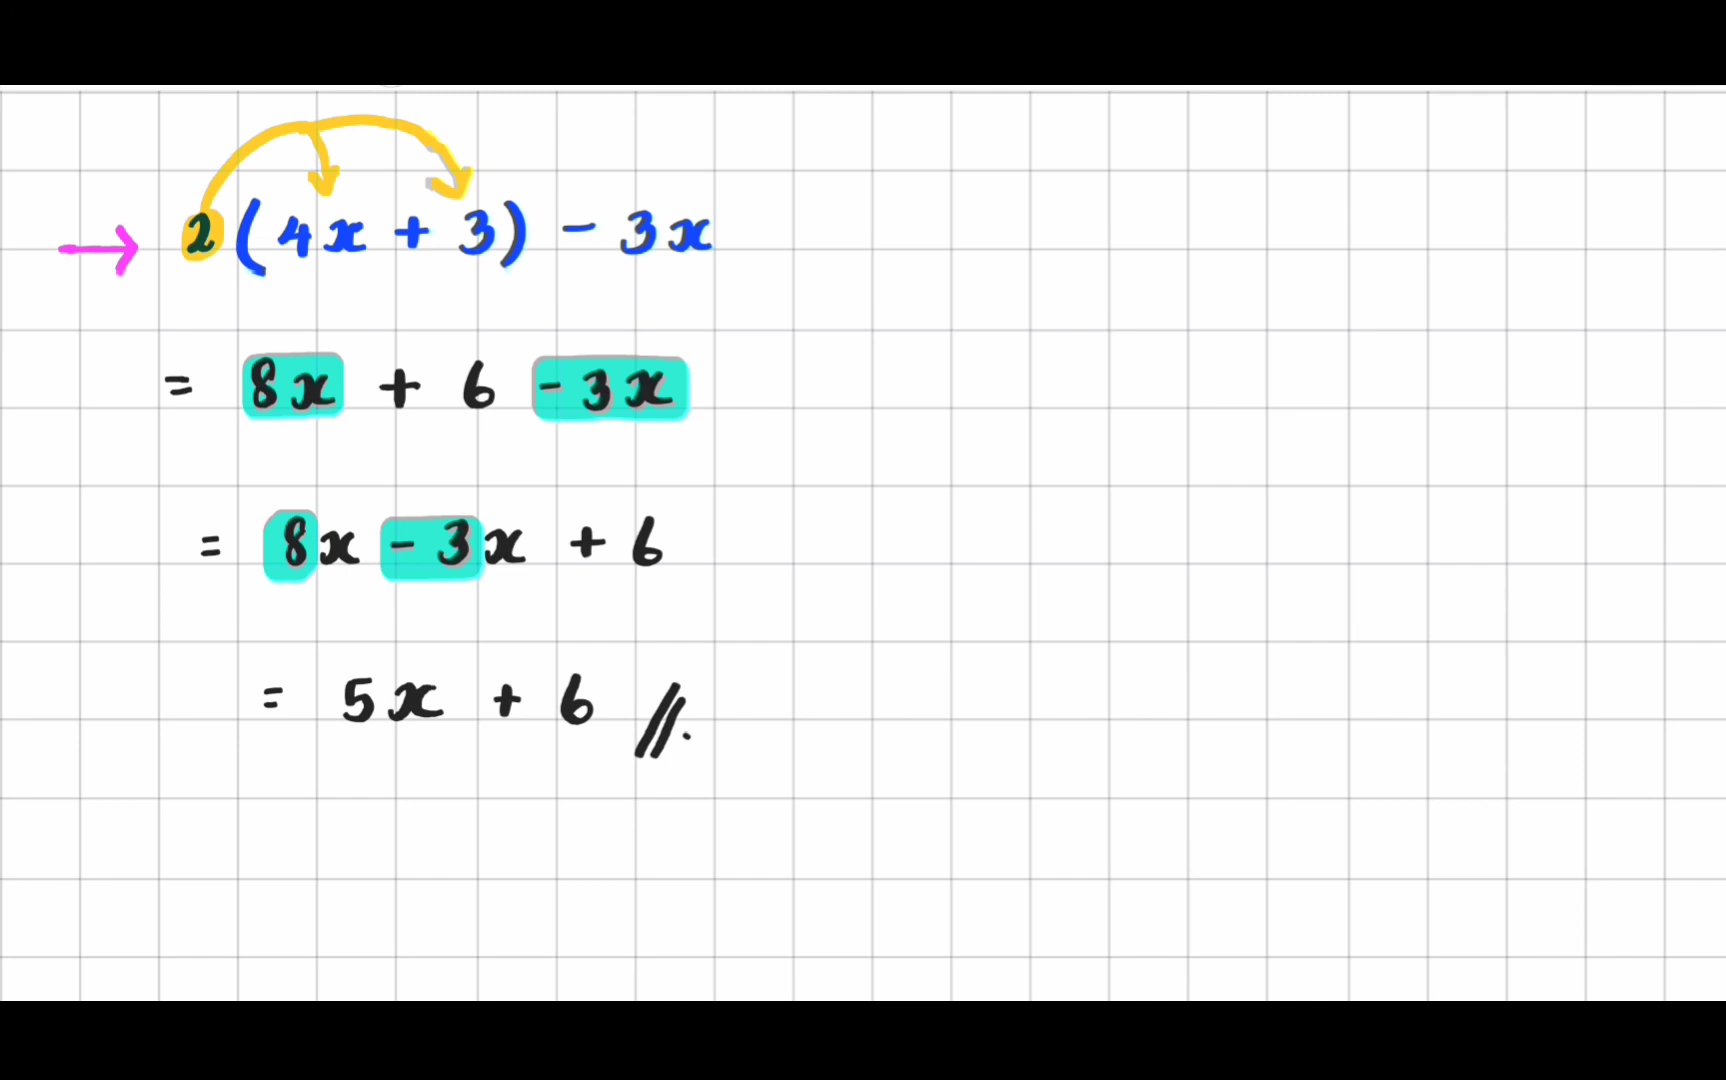 → 2(4x + 3) - 3x
= 8x + 6 - 3x
= 8x - 3x + 6
= 5x + 6 //.